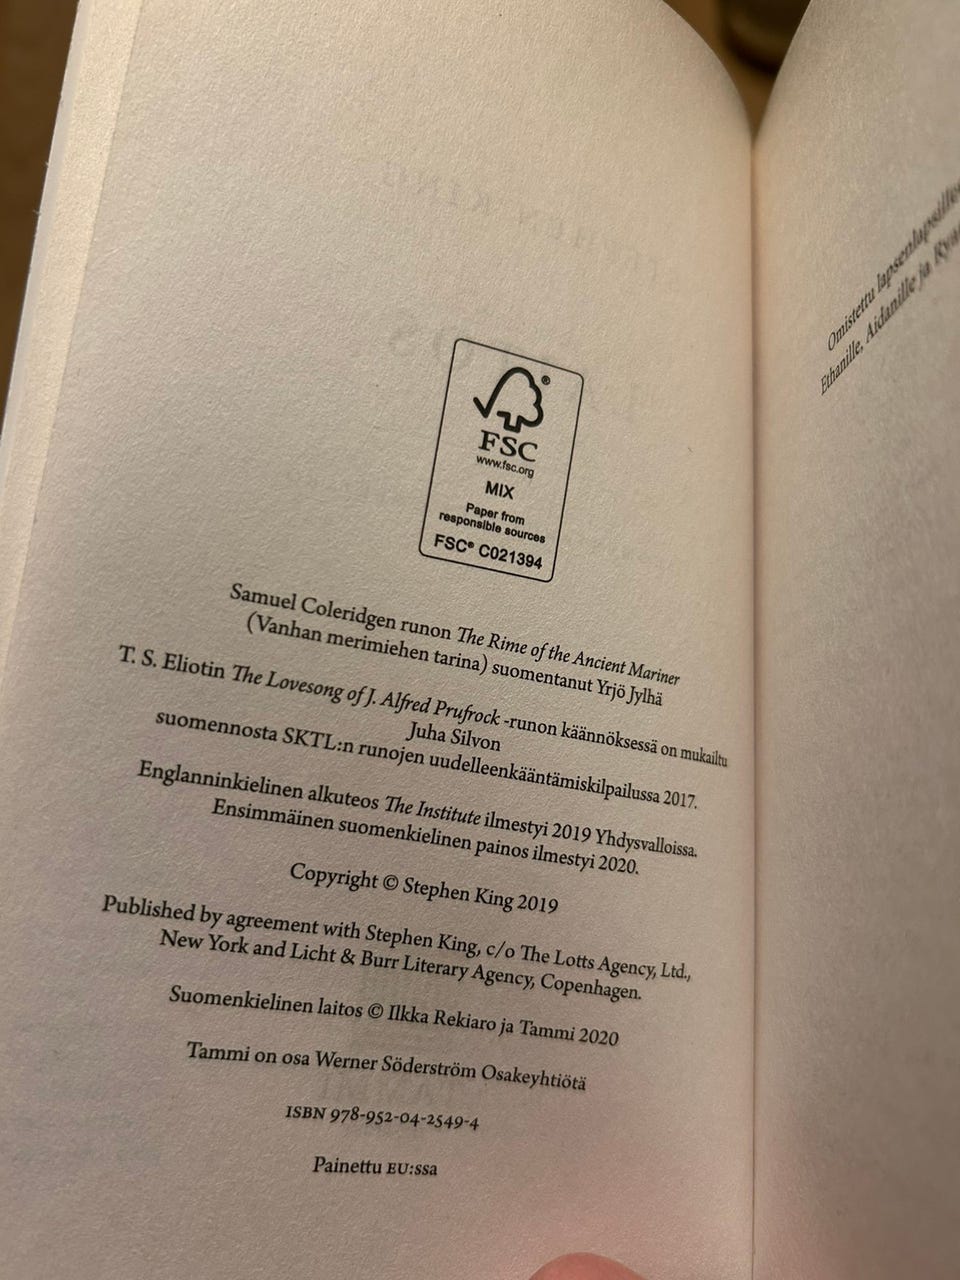 FSC
www.fsc.org
MIX
Paper from
responsible sources
FSC® C021394
Samuel Coleridgen runon The Rime of the Ancient Mariner
(Vanhan merimiehen tarina) suomentanut Yrjö Jylhä
T. S. Eliotin The Lovesong of J. Alfred Prufrock -runon käännöksessä on mukailtu
Juha Silvon
suomennosta SKTL:n runojen uudelleenkääntämiskilpailussa 2017.
Englanninkielinen alkuteos The Institute ilmestyi 2019 Yhdysvalloissa.
Ensimmäinen suomenkielinen painos ilmestyi 2020.
Copyright © Stephen King 2019
Published by agreement with Stephen King, c/o The Lotts Agency, Ltd.,
New York and Licht & Burr Literary Agency, Copenhagen.
Suomenkielinen laitos © Ilkka Rekiaro ja Tammi 2020
Tammi on osa Werner Söderström Osakeyhtiötä
ISBN 978-952-04-2549-4
Painettu EU:ssa
Omistettu lapsenlapsille
Ethanille, Aidanille ja